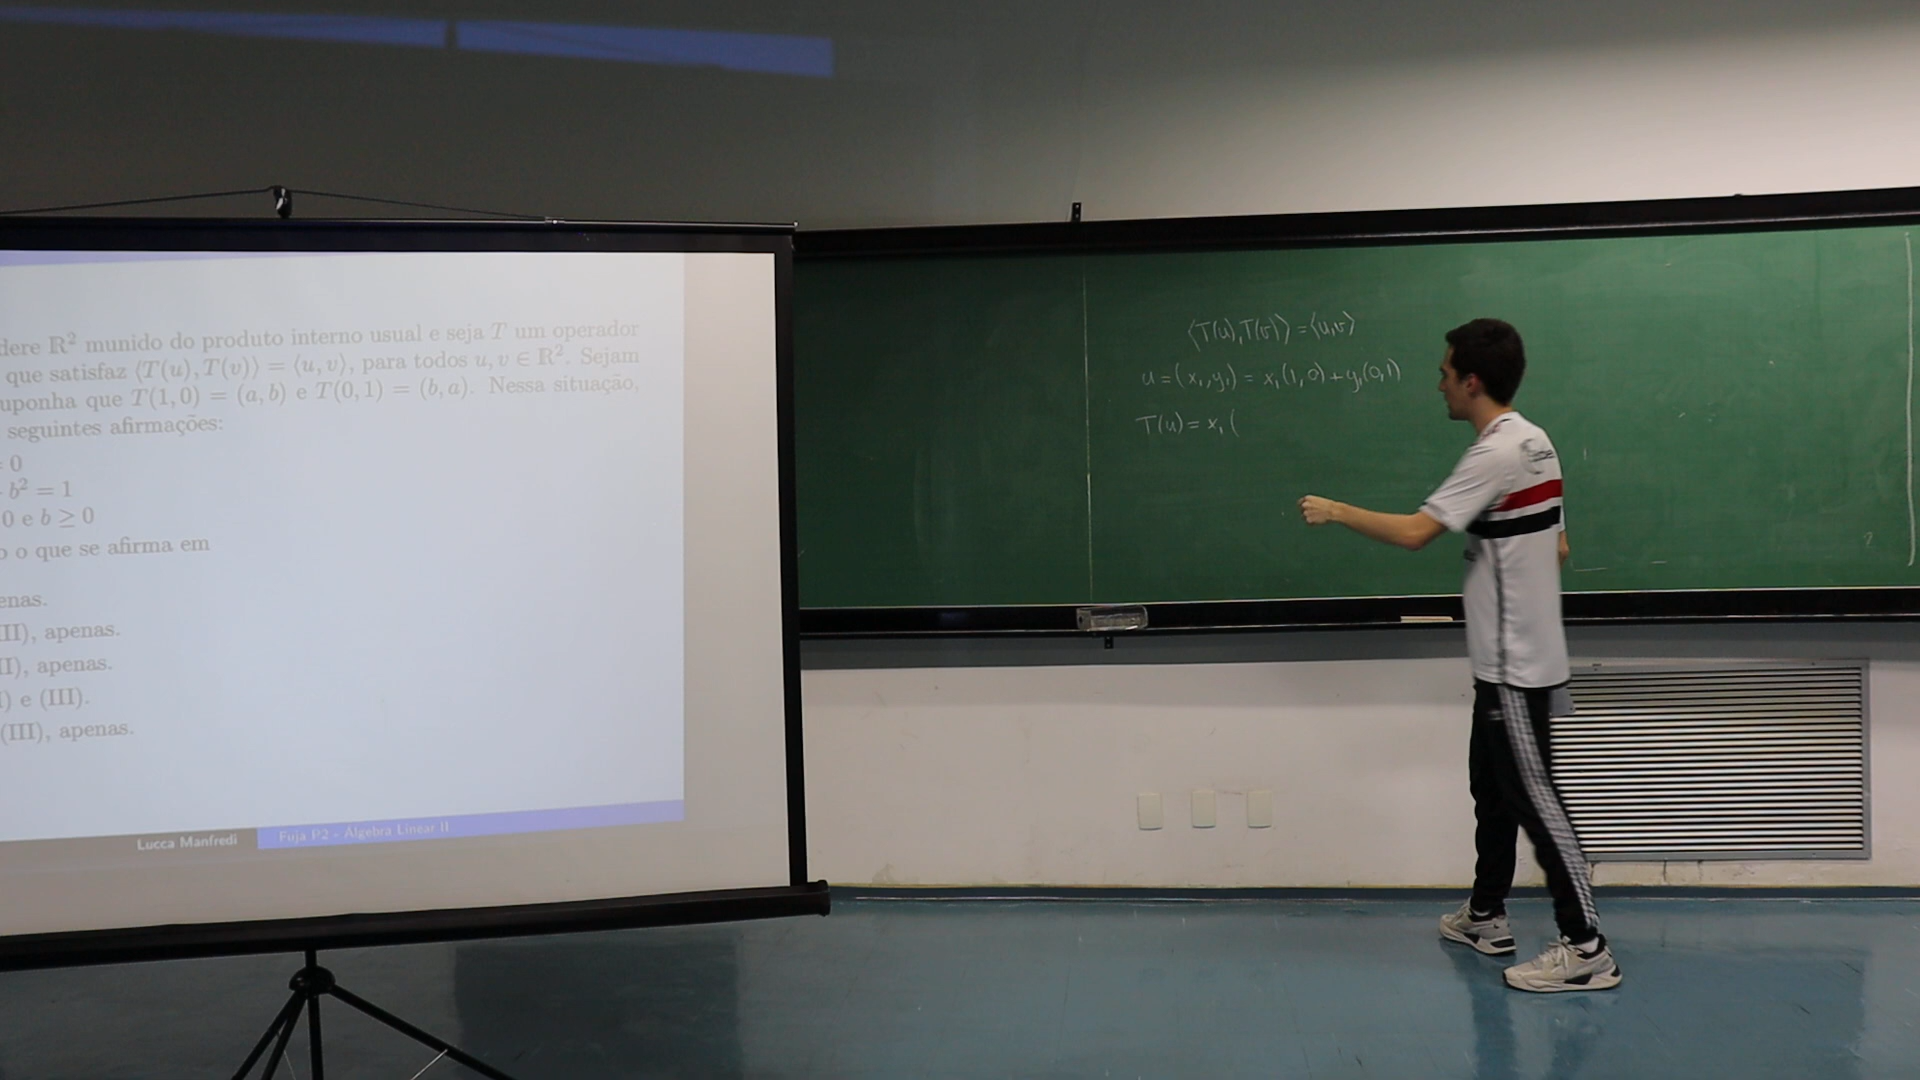 dere ℝ² munido do produto interno usual e seja T um operador
que satisfaz ⟨T(u), T(v)⟩ = ⟨u, v⟩, para todos u, v ∈ ℝ². Sejam
uponha que T(1, 0) = (a, b) e T(0, 1) = (b, a). Nessa situação,
seguintes afirmações:
= 0
b² = 1
0 e b ≥ 0
o que se afirma em
enas.
II), apenas.
II), apenas.
) e (III).
(III), apenas.
Lucca Manfredi
Fuja P2 - Álgebra Linear II
⟨T(u), T(v)⟩ = ⟨u, v⟩
u = (x₁, y₁) = x₁(1, 0) + y₁(0, 1)
T(u) = x₁ (